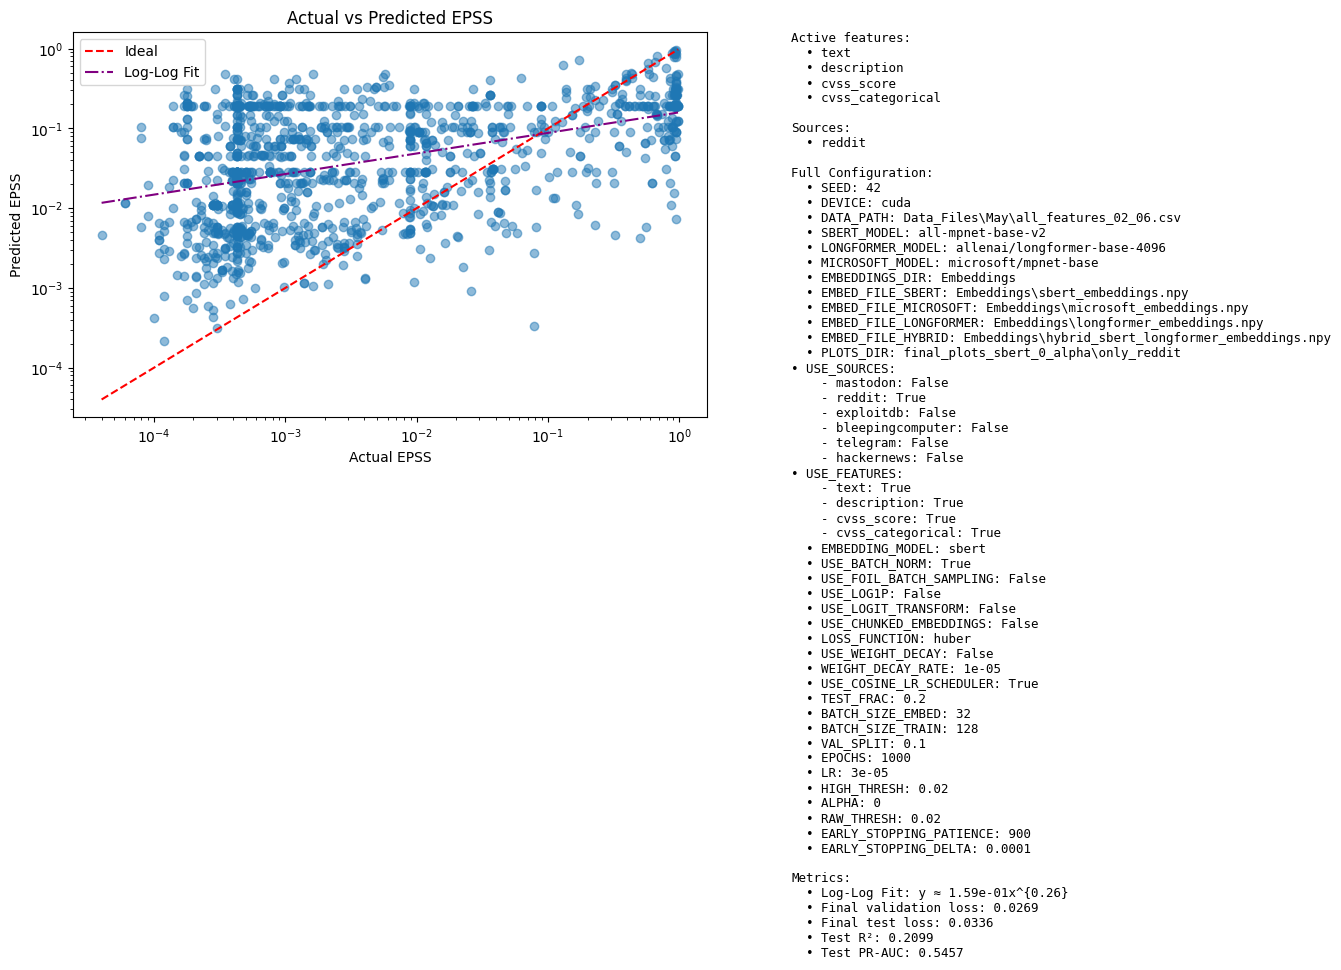 Actual vs Predicted EPSS
Ideal
Log-Log Fit
10⁰
10⁻¹
10⁻²
10⁻³
10⁻⁴
Predicted EPSS
10⁻⁴
10⁻³
10⁻²
10⁻¹
10⁰
Actual EPSS
Active features:
• text
• description
• cvss_score
• cvss_categorical
Sources:
• reddit
Full Configuration:
• SEED: 42
• DEVICE: cuda
• DATA_PATH: Data_Files\May\all_features_02_06.csv
• SBERT_MODEL: all-mpnet-base-v2
• LONGFORMER_MODEL: allenai/longformer-base-4096
• MICROSOFT_MODEL: microsoft/mpnet-base
• EMBEDDINGS_DIR: Embeddings
• EMBED_FILE_SBERT: Embeddings\sbert_embeddings.npy
• EMBED_FILE_MICROSOFT: Embeddings\microsoft_embeddings.npy
• EMBED_FILE_LONGFORMER: Embeddings\longformer_embeddings.npy
• EMBED_FILE_HYBRID: Embeddings\hybrid_sbert_longformer_embeddings.npy
• PLOTS_DIR: final_plots_sbert_0_alpha\only_reddit
• USE_SOURCES:
- mastodon: False
- reddit: True
- exploitdb: False
- bleepingcomputer: False
- telegram: False
- hackernews: False
• USE_FEATURES:
- text: True
- description: True
- cvss_score: True
- cvss_categorical: True
• EMBEDDING_MODEL: sbert
• USE_BATCH_NORM: True
• USE_FOIL_BATCH_SAMPLING: False
• USE_LOG1P: False
• USE_LOGIT_TRANSFORM: False
• USE_CHUNKED_EMBEDDINGS: False
• LOSS_FUNCTION: huber
• USE_WEIGHT_DECAY: False
• WEIGHT_DECAY_RATE: 1e-05
• USE_COSINE_LR_SCHEDULER: True
• TEST_FRAC: 0.2
• BATCH_SIZE_EMBED: 32
• BATCH_SIZE_TRAIN: 128
• VAL_SPLIT: 0.1
• EPOCHS: 1000
• LR: 3e-05
• HIGH_THRESH: 0.02
• ALPHA: 0
• RAW_THRESH: 0.02
• EARLY_STOPPING_PATIENCE: 900
• EARLY_STOPPING_DELTA: 0.0001
Metrics:
• Log-Log Fit: y ≈ 1.59e-01x^{0.26}
• Final validation loss: 0.0269
• Final test loss: 0.0336
• Test R²: 0.2099
• Test PR-AUC: 0.5457